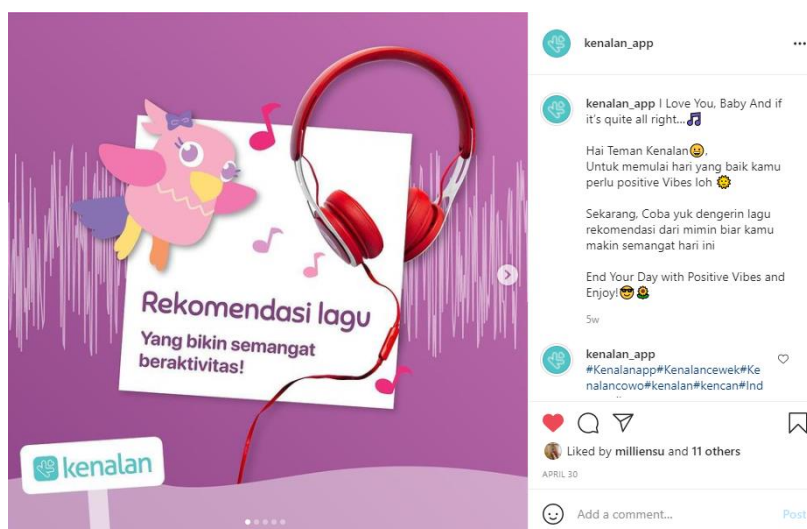 Rekomendasi lagu
Yang bikin semangat
beraktivitas!
kenalan
kenalan_app
kenalan_app I Love You, Baby And if
it's quite all right...🎵
Hai Teman Kenalan😄,
Untuk memulai hari yang baik kamu
perlu positive Vibes loh 🌞
Sekarang, Coba yuk dengerin lagu
rekomendasi dari mimin biar kamu
makin semangat hari ini
End Your Day with Positive Vibes and
Enjoy!😎🌻
5w
kenalan_app
#Kenalanapp#Kenalancewek#Ke
nalancowo#kenalan#kencan#Ind
Liked by milliensu and 11 others
APRIL 30
Add a comment...
Post